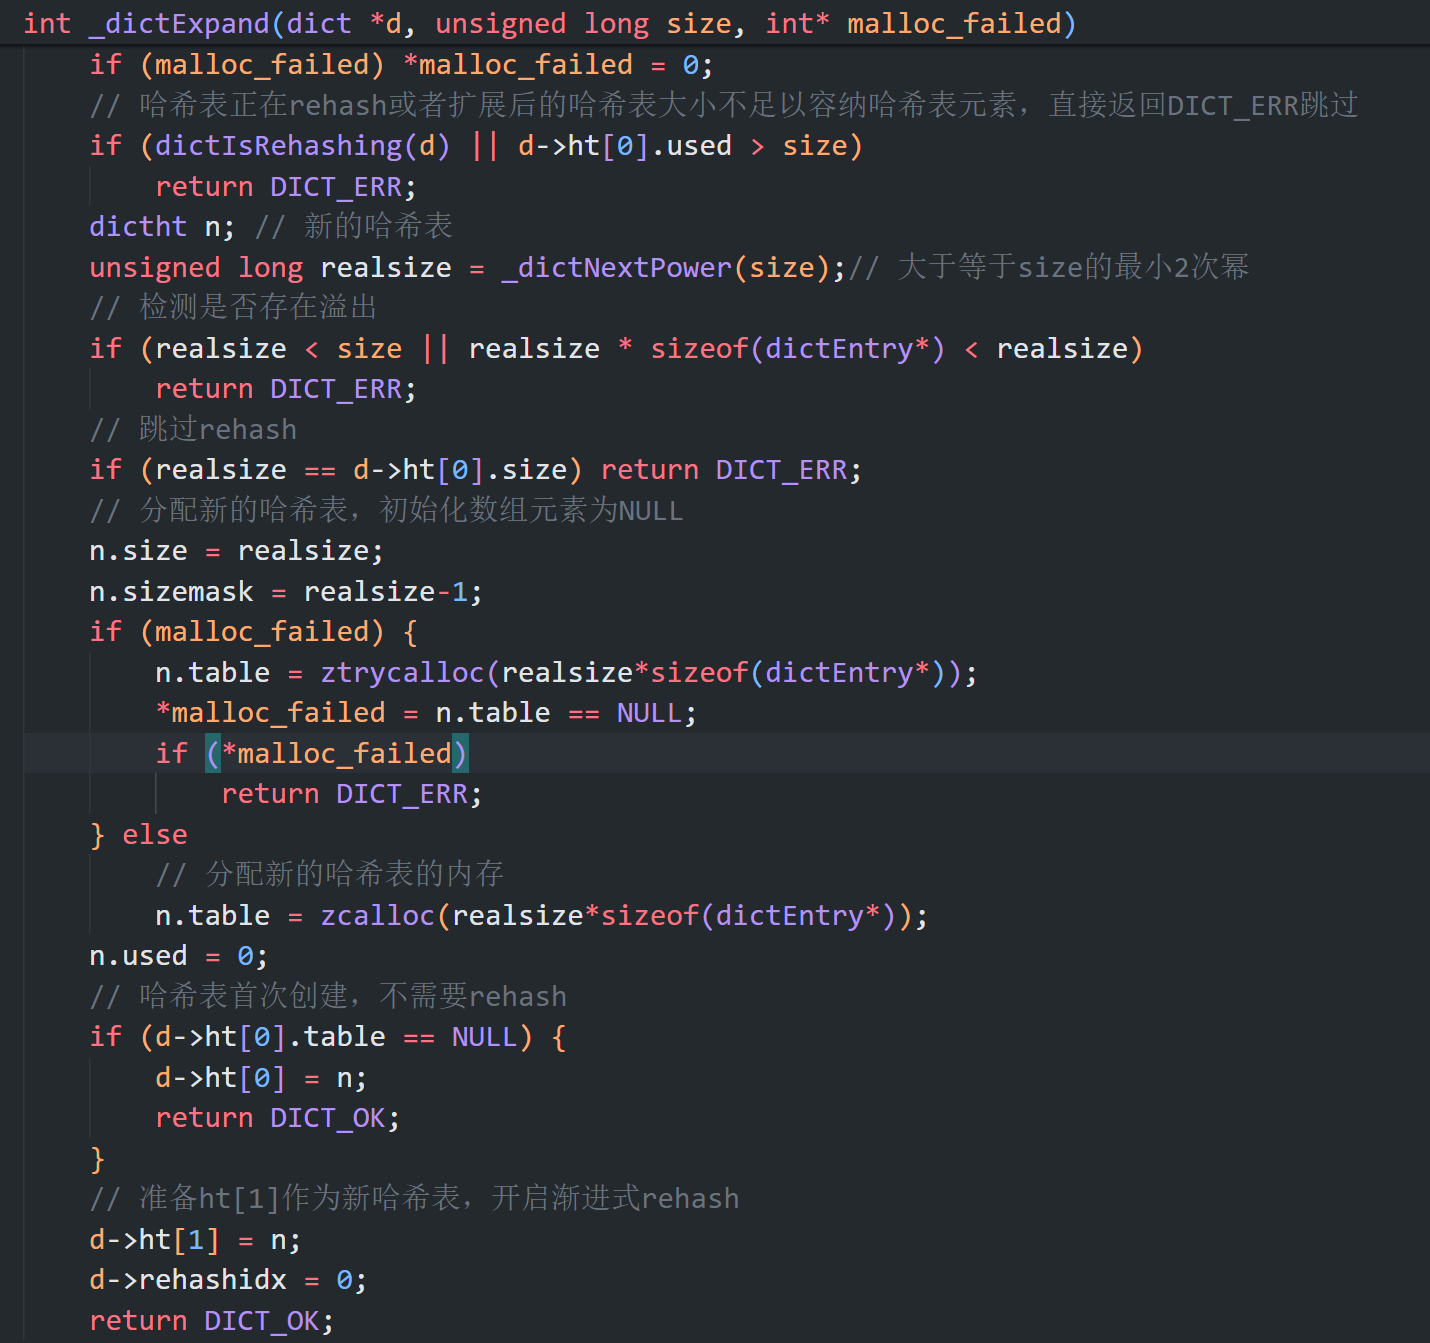 int _dictExpand(dict *d, unsigned long size, int* malloc_failed)
if (malloc_failed) *malloc_failed = 0;
// 哈希表正在rehash或者扩展后的哈希表大小不足以容纳哈希表元素，直接返回DICT_ERR跳过
if (dictIsRehashing(d) || d->ht[0].used > size)
return DICT_ERR;
dictht n; // 新的哈希表
unsigned long realsize = _dictNextPower(size);// 大于等于size的最小2次幂
// 检测是否存在溢出
if (realsize < size || realsize * sizeof(dictEntry*) < realsize)
return DICT_ERR;
// 跳过rehash
if (realsize == d->ht[0].size) return DICT_ERR;
// 分配新的哈希表，初始化数组元素为NULL
n.size = realsize;
n.sizemask = realsize-1;
if (malloc_failed) {
n.table = ztrycalloc(realsize*sizeof(dictEntry*));
*malloc_failed = n.table == NULL;
if (*malloc_failed)
return DICT_ERR;
} else
// 分配新的哈希表的内存
n.table = zcalloc(realsize*sizeof(dictEntry*));
n.used = 0;
// 哈希表首次创建，不需要rehash
if (d->ht[0].table == NULL) {
d->ht[0] = n;
return DICT_OK;
}
// 准备ht[1]作为新哈希表，开启渐进式rehash
d->ht[1] = n;
d->rehashidx = 0;
return DICT_OK;